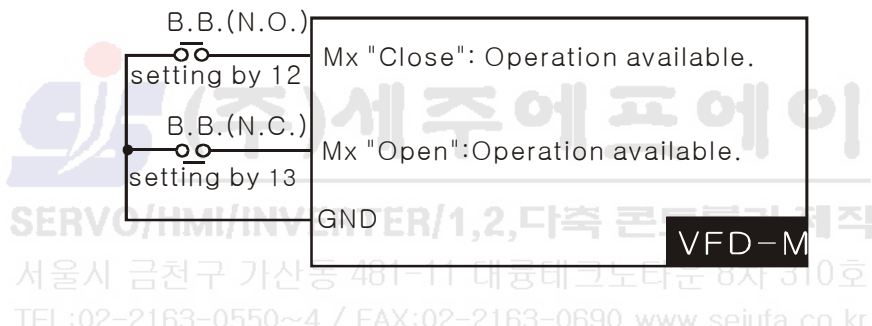 B.B.(N.O.)
Mx "Close": Operation available.
setting by 12
(주)세주에프에이
B.B.(N.C.)
Mx "Open":Operation available.
setting by 13
GND
SERVO/HMI/INVERTER/1,2,다축 콘트롤러 제작
VFD-M
서울시 금천구 가산동 481-11 대륭테크노타운 8차 310호
TEL:02-2163-0550~4 / FAX:02-2163-0690 www.sejufa.co.kr